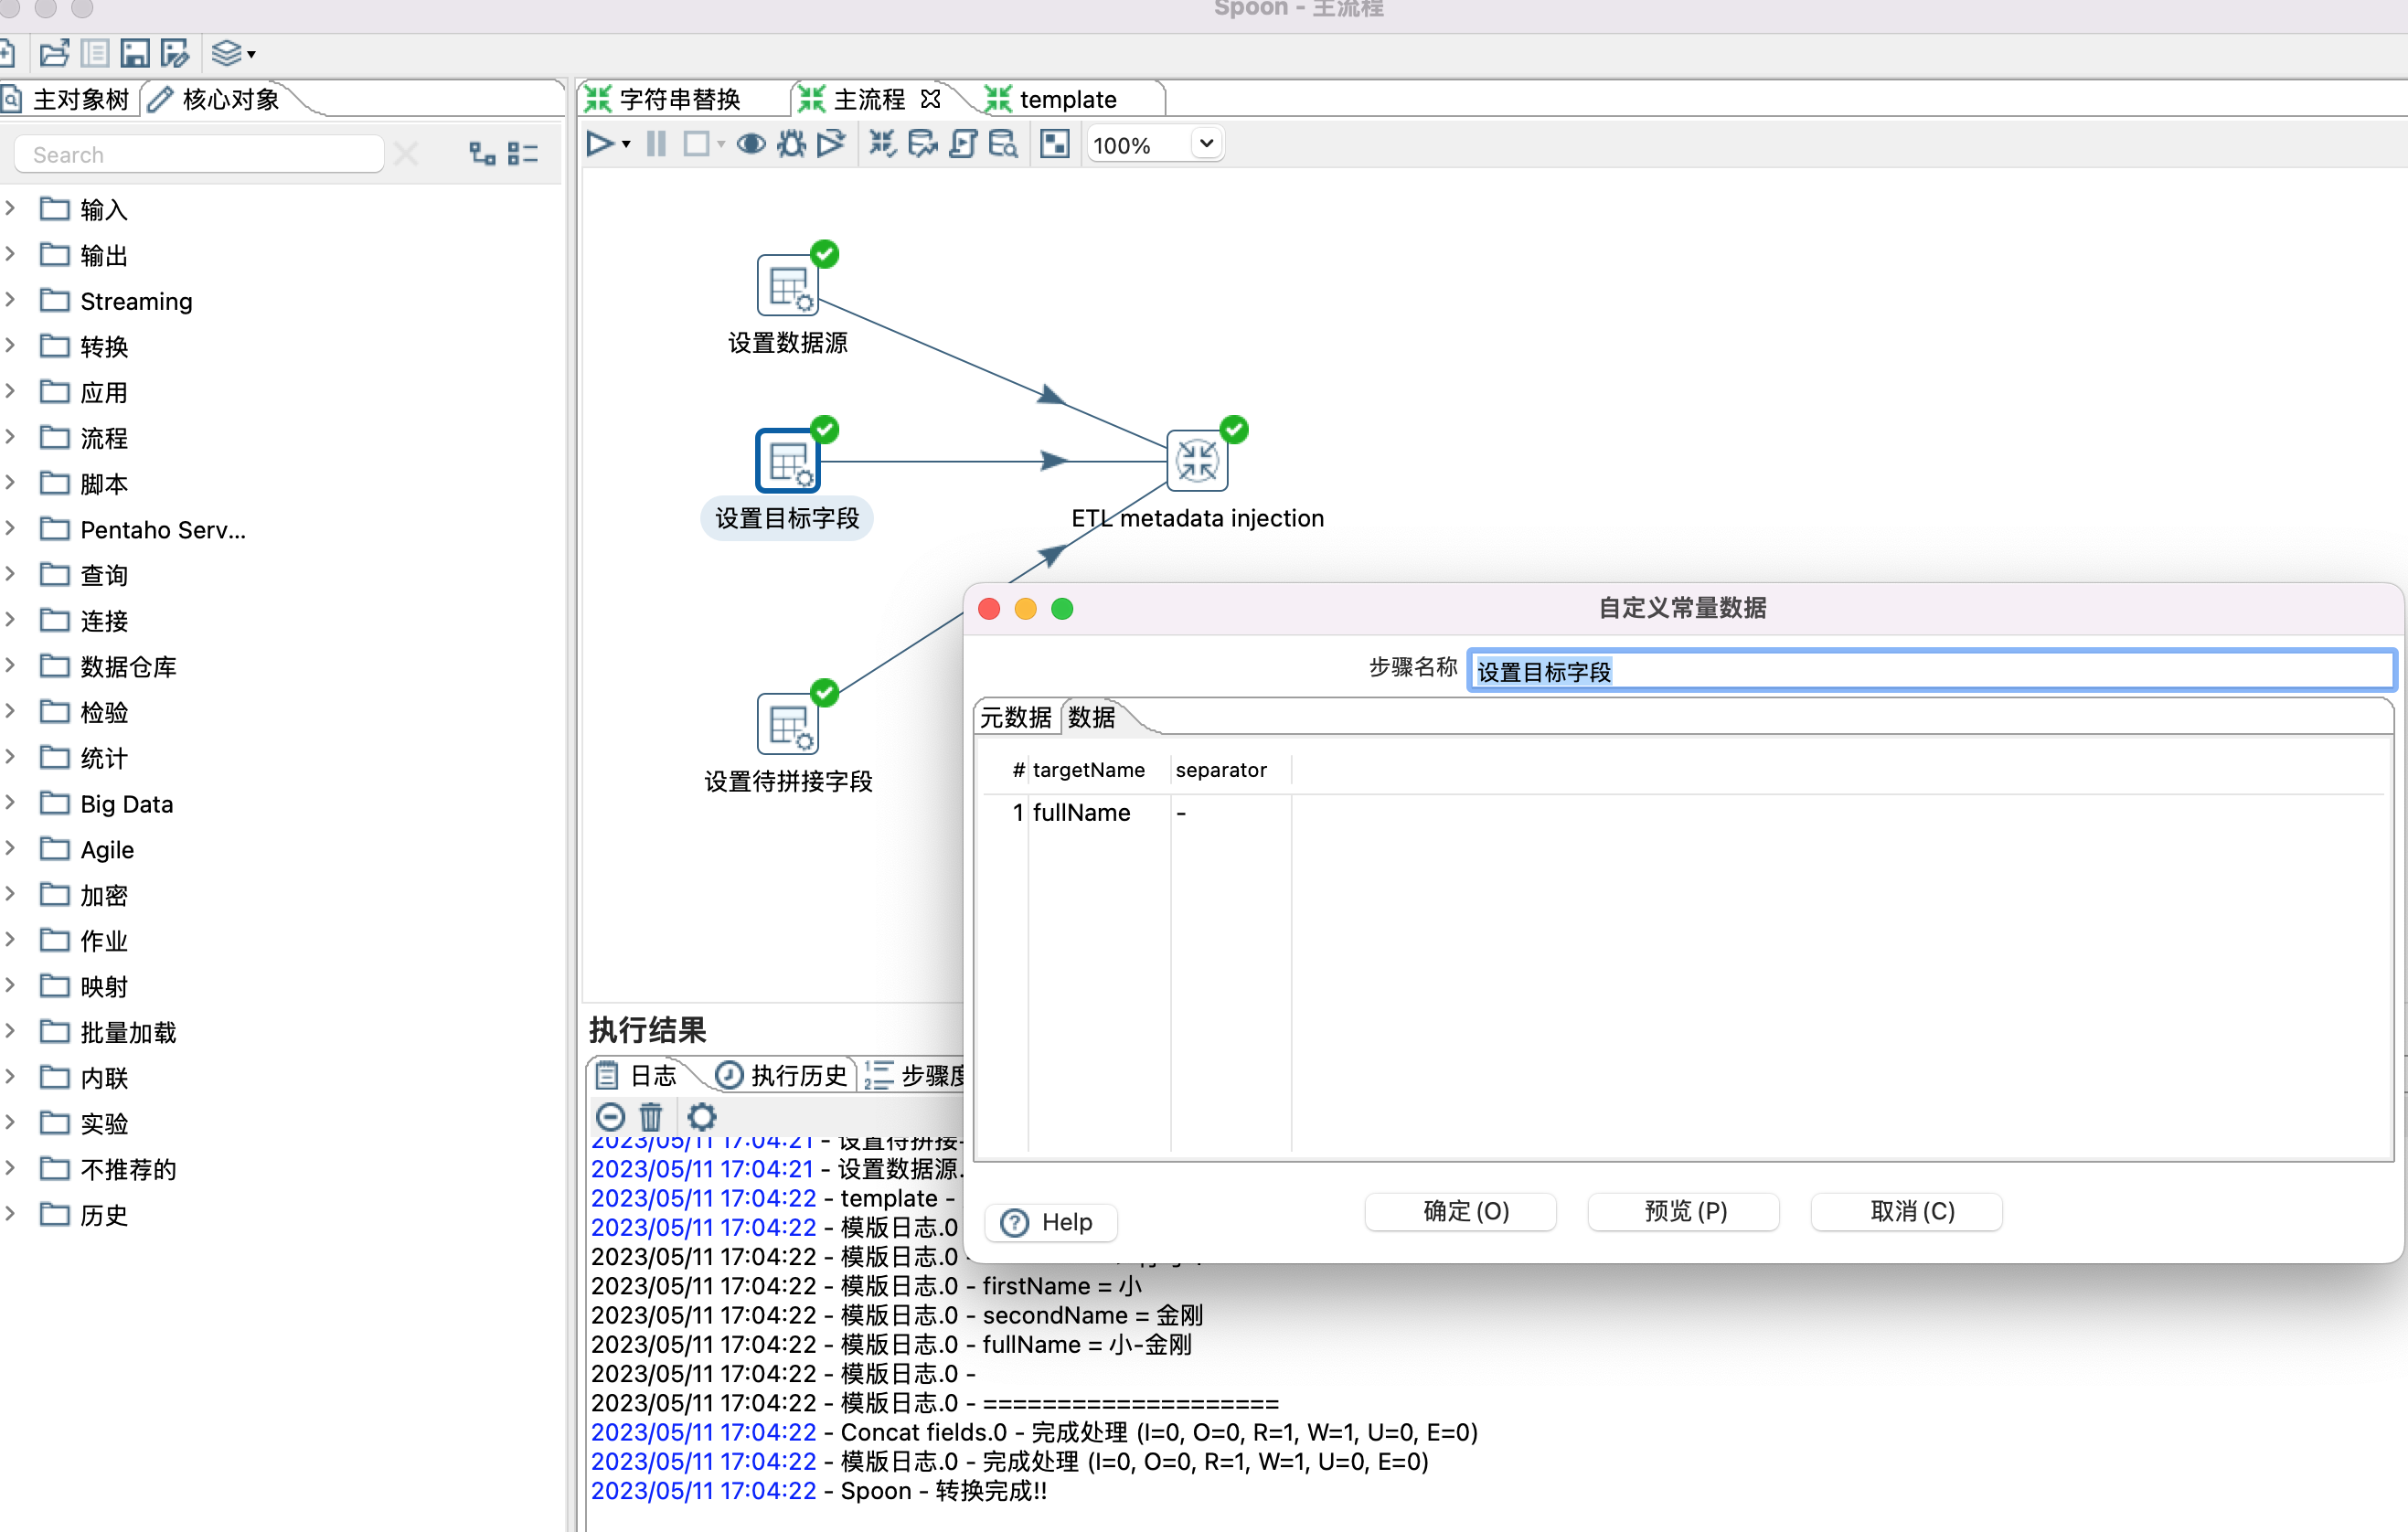 Spoon - 主流程
主对象树
核心对象
Search
输入
输出
Streaming
转换
应用
流程
脚本
Pentaho Serv...
查询
连接
数据仓库
检验
统计
Big Data
Agile
加密
作业
映射
批量加载
内联
实验
不推荐的
历史
字符串替换
主流程
template
100%
设置数据源
设置目标字段
ETL metadata injection
设置待拼接字段
自定义常量数据
步骤名称 设置目标字段
元数据 数据
# targetName separator
1 fullName -
Help
确定 (O)
预览 (P)
取消 (C)
执行结果
日志
执行历史
步骤度
2023/05/11 17:04:21 - 设置待拼接
2023/05/11 17:04:21 - 设置数据源.
2023/05/11 17:04:22 - template -
2023/05/11 17:04:22 - 模版日志.0
2023/05/11 17:04:22 - 模版日志.0 -
2023/05/11 17:04:22 - 模版日志.0 - firstName = 小
2023/05/11 17:04:22 - 模版日志.0 - secondName = 金刚
2023/05/11 17:04:22 - 模版日志.0 - fullName = 小-金刚
2023/05/11 17:04:22 - 模版日志.0 -
2023/05/11 17:04:22 - 模版日志.0 - ====================
2023/05/11 17:04:22 - Concat fields.0 - 完成处理 (I=0, O=0, R=1, W=1, U=0, E=0)
2023/05/11 17:04:22 - 模版日志.0 - 完成处理 (I=0, O=0, R=1, W=1, U=0, E=0)
2023/05/11 17:04:22 - Spoon - 转换完成!!